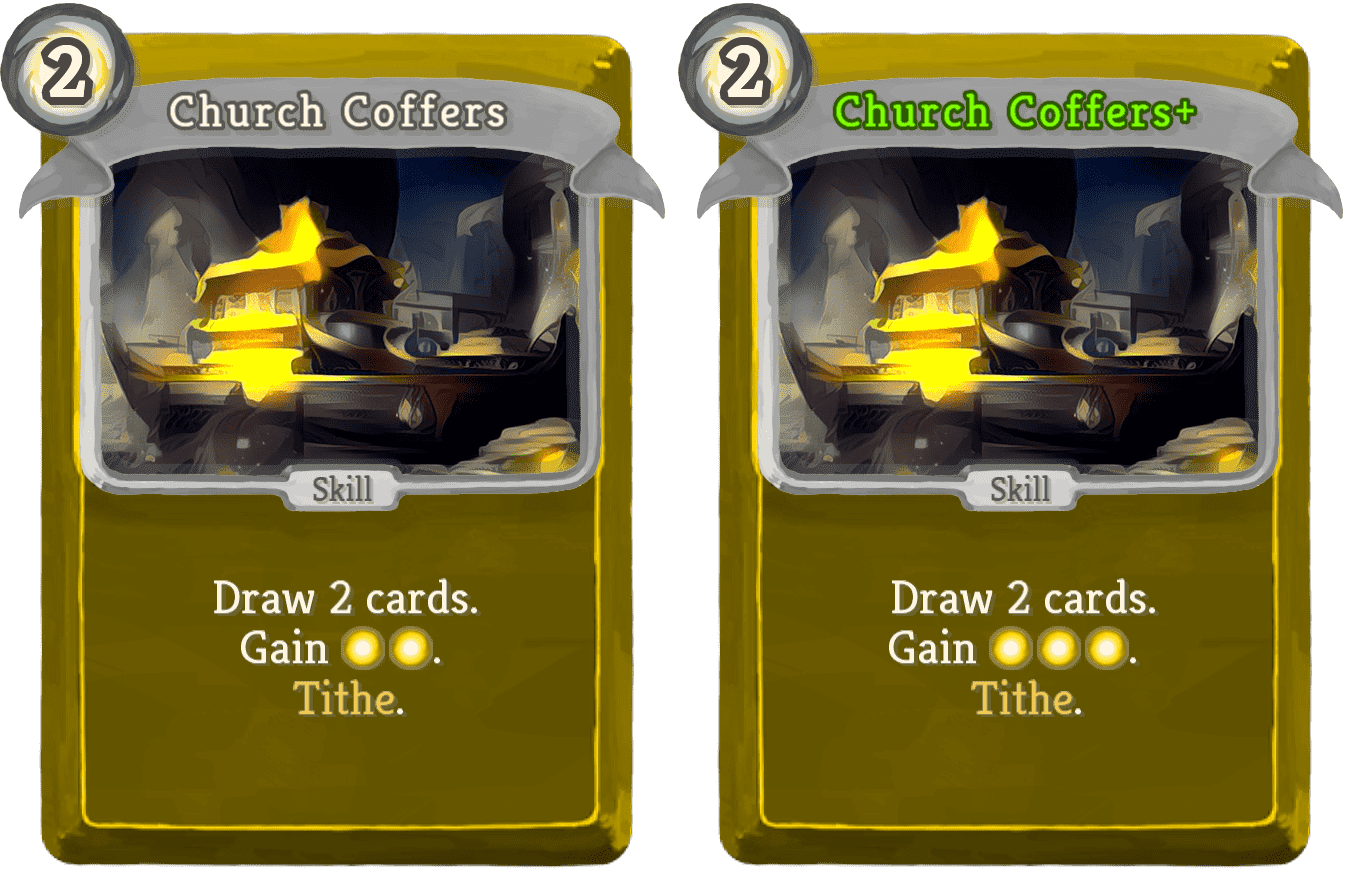 2
Church Coffers
Skill
Draw 2 cards.
Gain .
Tithe.
2
Church Coffers+
Skill
Draw 2 cards.
Gain .
Tithe.